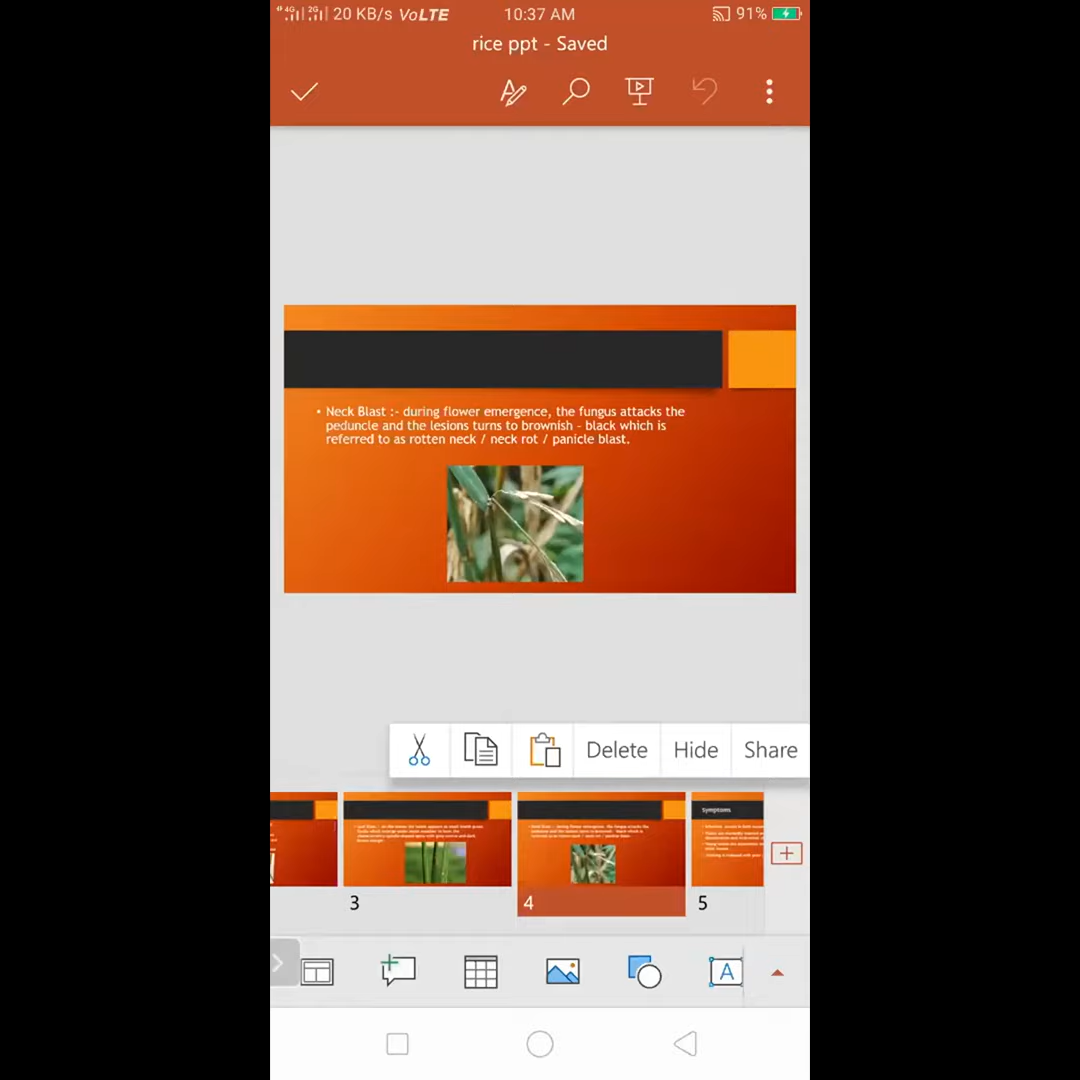 4G 2G 20 KB/s VoLTE 10:37 AM 91%
rice ppt - Saved
• Neck Blast :- during flower emergence, the fungus attacks the
peduncle and the lesions turns to brownish - black which is
referred to as rotten neck / neck rot / panicle blast.
Delete Hide Share
Symptoms
3 4 5
A